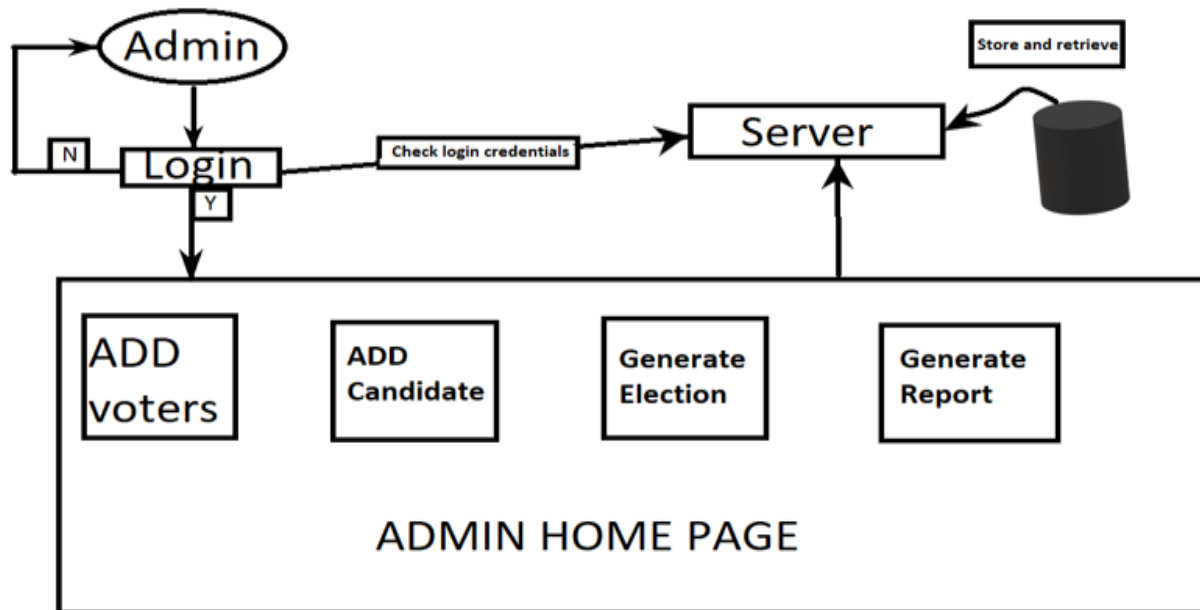 Admin
Store and retrieve
Server
Check login credentials
N
Login
Y
ADD
voters
ADD
Candidate
Generate
Election
Generate
Report
ADMIN HOME PAGE